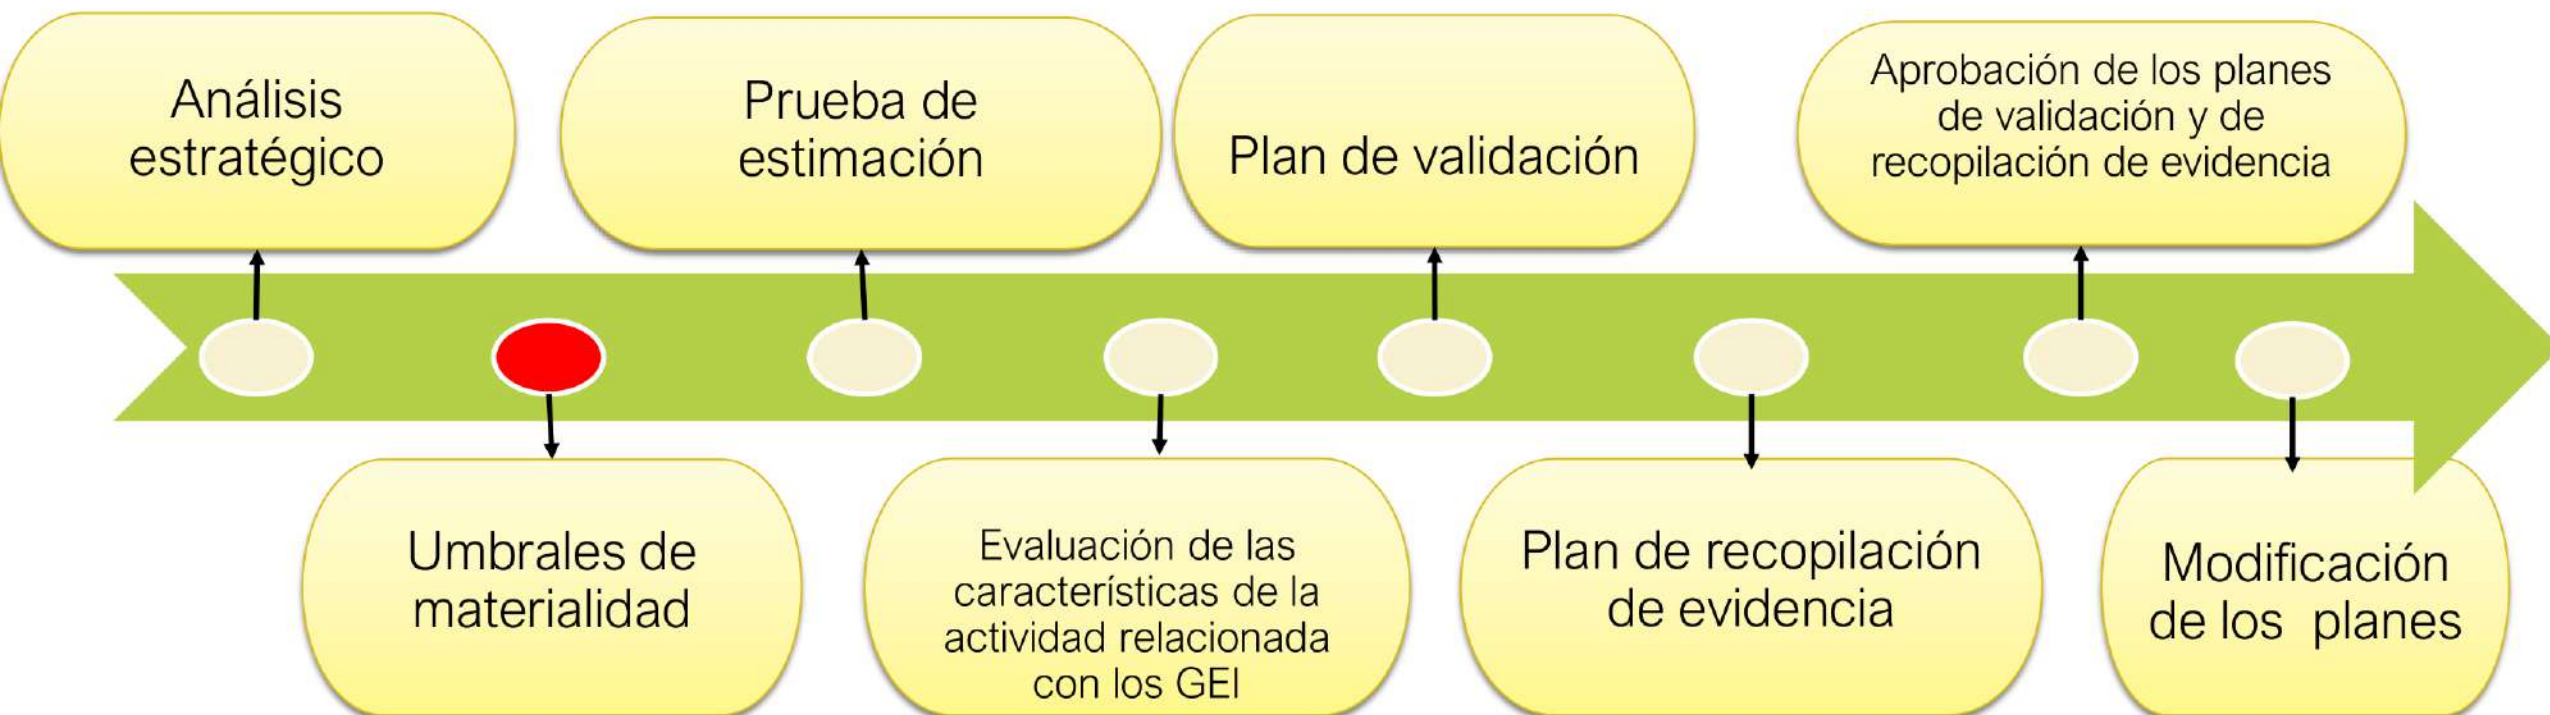 Análisis
estratégico
Prueba de
estimación
Plan de validación
Aprobación de los planes
de validación y de
recopilación de evidencia
Umbrales de
materialidad
Evaluación de las
características de la
actividad relacionada
con los GEI
Plan de recopilación
de evidencia
Modificación
de los planes